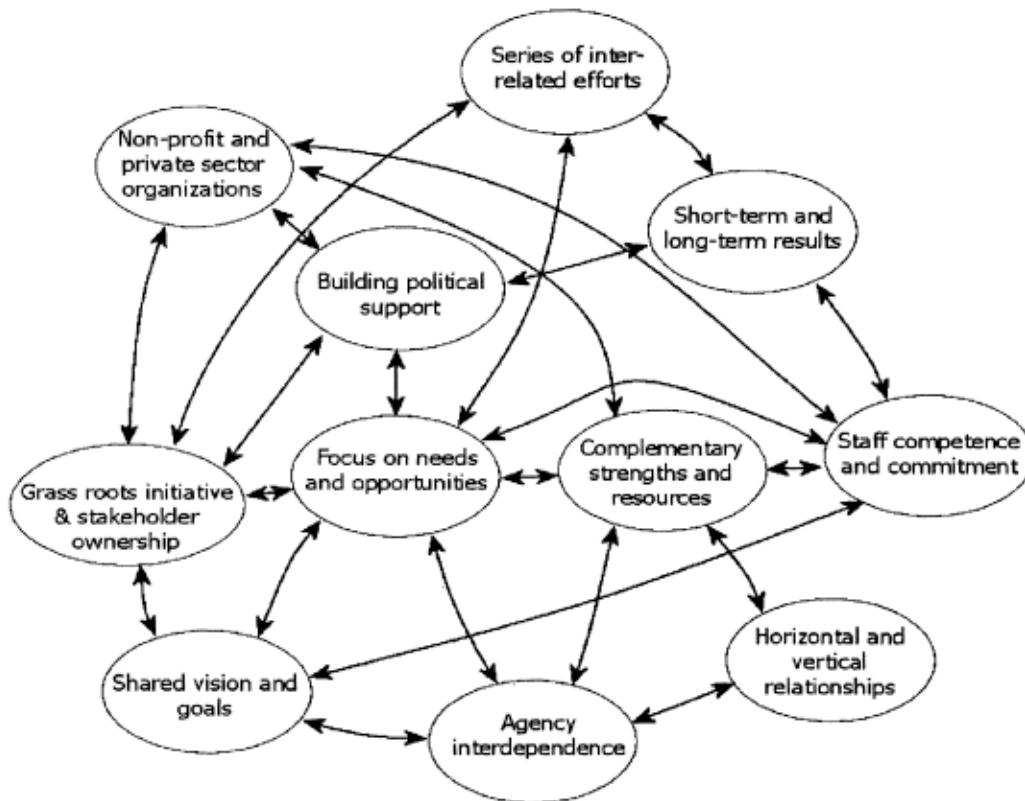 Series of inter-
related efforts
Non-profit and
private sector
organizations
Short-term and
long-term results
Building political
support
Focus on needs
and opportunities
Complementary
strengths and
resources
Staff competence
and commitment
Grass roots initiative
& stakeholder
ownership
Shared vision and
goals
Agency
interdependence
Horizontal and
vertical
relationships